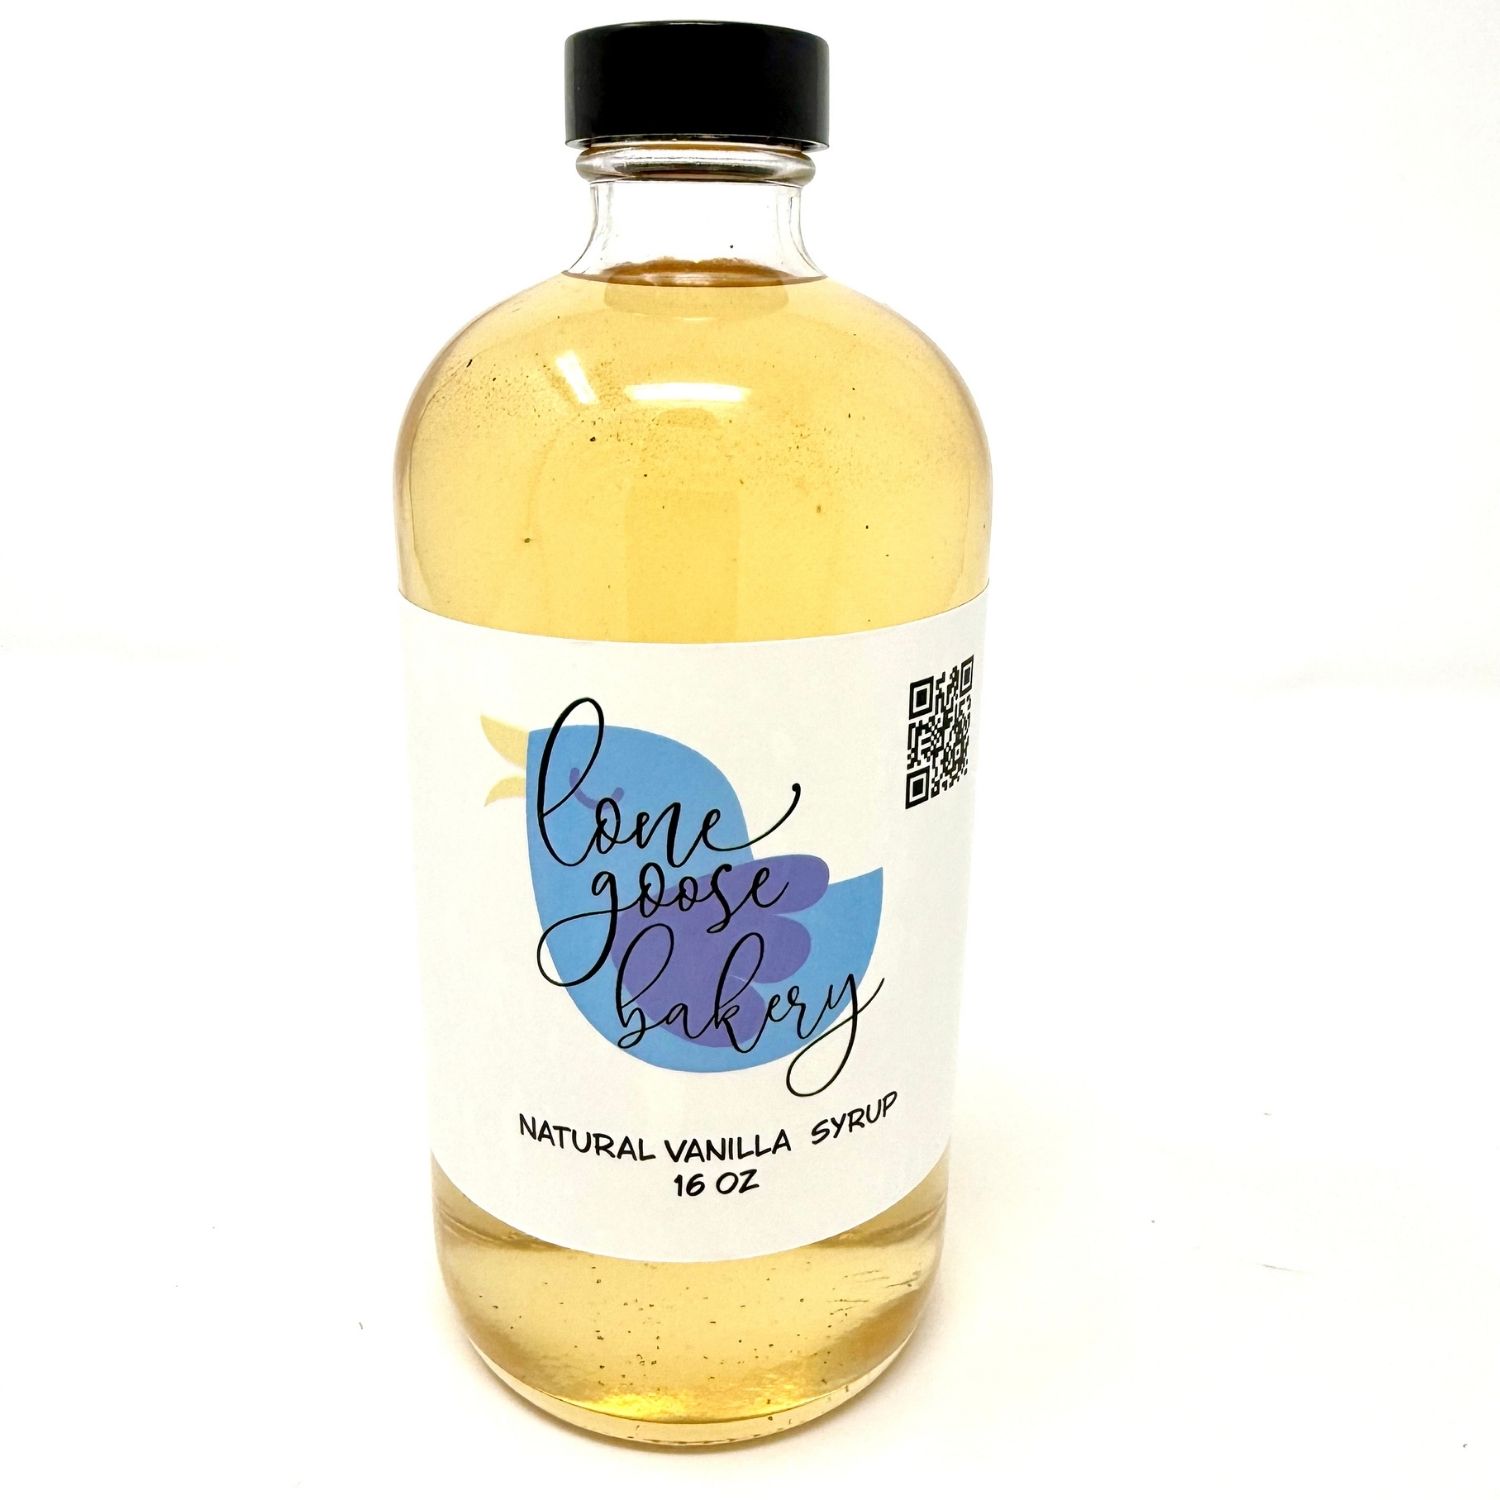 lone
goose
bakery
NATURAL VANILLA SYRUP
16 OZ